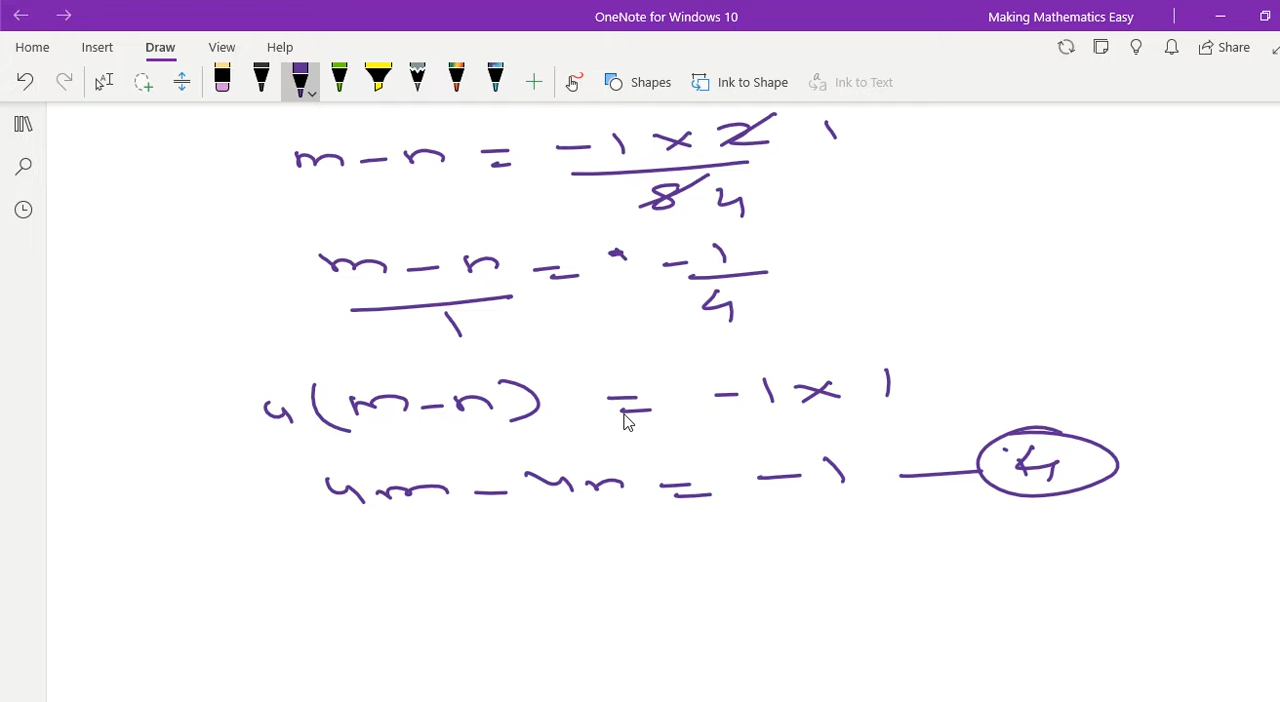 OneNote for Windows 10
Making Mathematics Easy
Home Insert Draw View Help
Share
Shapes Ink to Shape Ink to Text
m - n = -1 × 2 1
8 4
m - n = -1
1 4
4(m-n) = -1 × 1
4m - 4n = -1 — 4